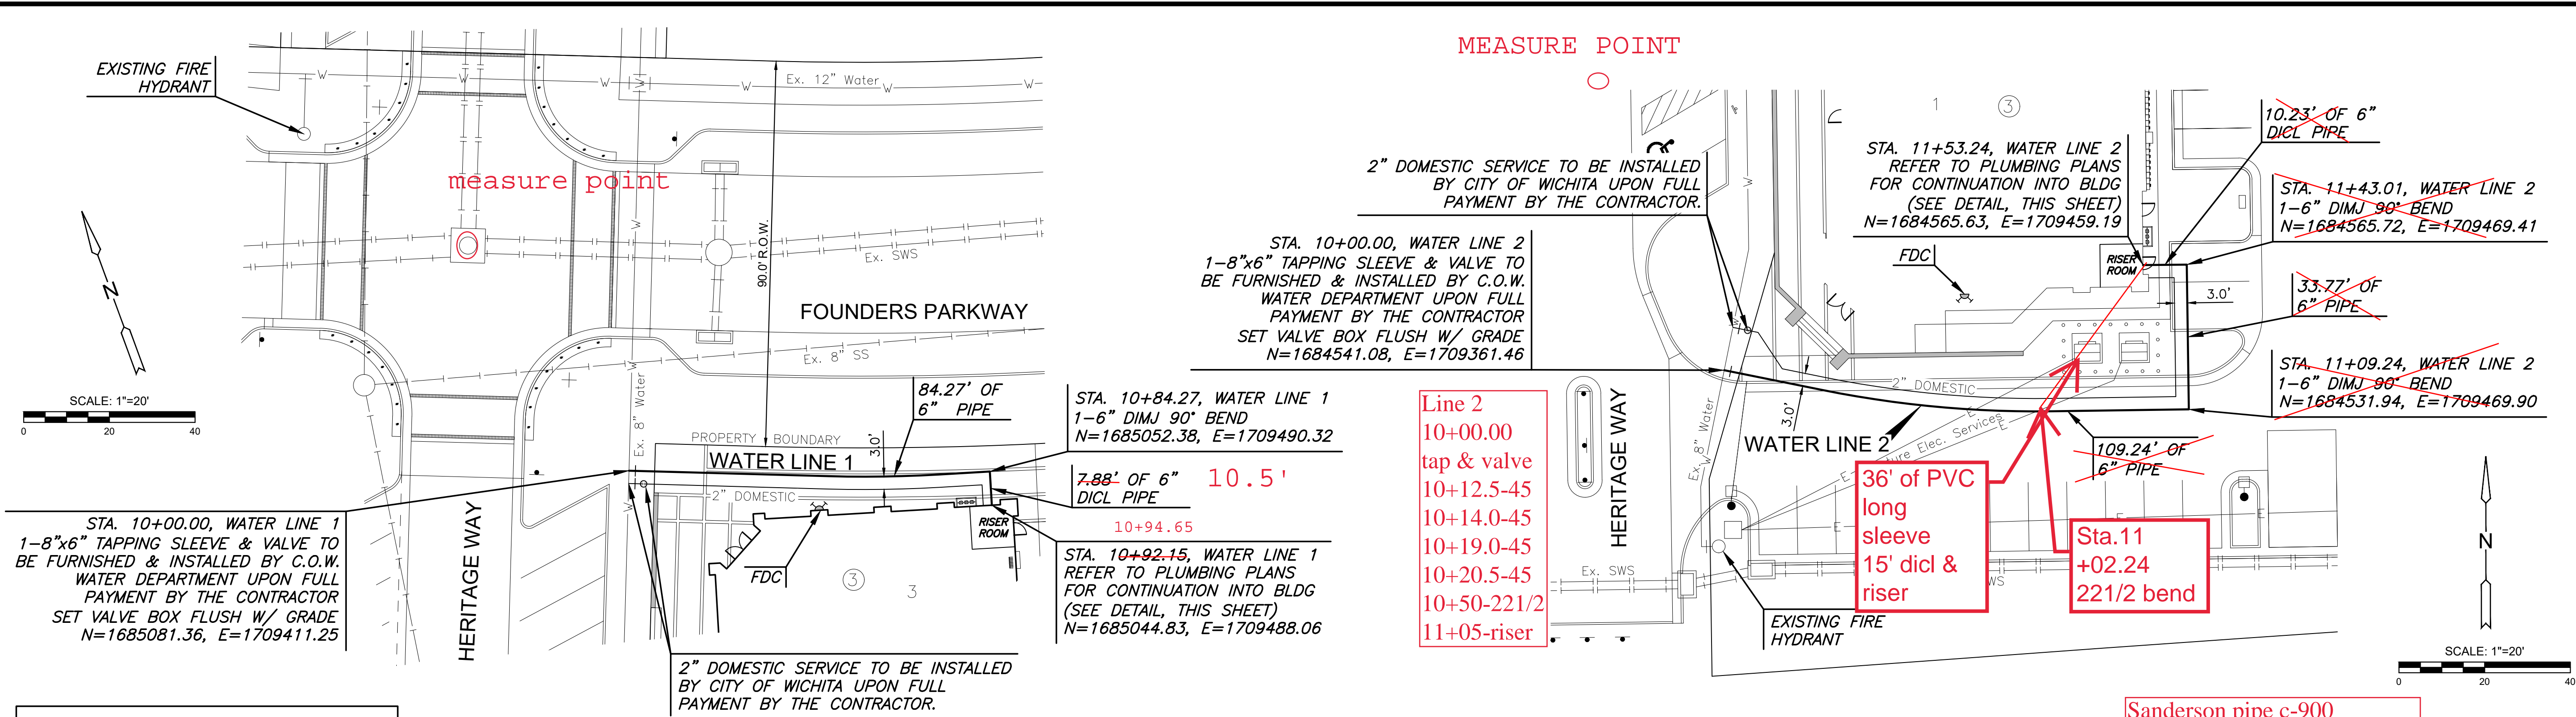 EXISTING FIRE
HYDRANT
W
W
W
W
W
W
W
Ex. 12" Water
measure point
90.0' R.O.W.
Ex. SWS
FOUNDERS PARKWAY
Ex. 8" SS
N
SCALE: 1"=20'
0 20 40
Ex. 8" Water
84.27' OF
6" PIPE
STA. 10+84.27, WATER LINE 1
1-6" DIMJ 90° BEND
N=1685052.38, E=1709490.32
PROPERTY BOUNDARY
WATER LINE 1
3.0'
2" DOMESTIC
7.88' OF 6"
DICL PIPE
10.5'
10+94.65
STA. 10+92.15, WATER LINE 1
REFER TO PLUMBING PLANS
FOR CONTINUATION INTO BLDG
(SEE DETAIL, THIS SHEET)
N=1685044.83, E=1709488.06
RISER
ROOM
FDC
3
3
STA. 10+00.00, WATER LINE 1
1-8"x6" TAPPING SLEEVE & VALVE TO
BE FURNISHED & INSTALLED BY C.O.W.
WATER DEPARTMENT UPON FULL
PAYMENT BY THE CONTRACTOR
SET VALVE BOX FLUSH W/ GRADE
N=1685081.36, E=1709411.25
HERITAGE WAY
2" DOMESTIC SERVICE TO BE INSTALLED
BY CITY OF WICHITA UPON FULL
PAYMENT BY THE CONTRACTOR.
MEASURE POINT
2" DOMESTIC SERVICE TO BE INSTALLED
BY CITY OF WICHITA UPON FULL
PAYMENT BY THE CONTRACTOR.
STA. 10+00.00, WATER LINE 2
1-8"x6" TAPPING SLEEVE & VALVE TO
BE FURNISHED & INSTALLED BY C.O.W.
WATER DEPARTMENT UPON FULL
PAYMENT BY THE CONTRACTOR
SET VALVE BOX FLUSH W/ GRADE
N=1684541.08, E=1709361.46
1
3
STA. 11+53.24, WATER LINE 2
REFER TO PLUMBING PLANS
FOR CONTINUATION INTO BLDG
(SEE DETAIL, THIS SHEET)
N=1684565.63, E=1709459.19
FDC
RISER
ROOM
10.23' OF 6"
DICL PIPE
STA. 11+43.01, WATER LINE 2
1-6" DIMJ 90° BEND
N=1684565.72, E=1709469.41
3.0'
33.77' OF
6" PIPE
STA. 11+09.24, WATER LINE 2
1-6" DIMJ 90° BEND
N=1684531.94, E=1709469.90
2" DOMESTIC
3.0'
WATER LINE 2
Elec. Services
109.24' OF
6" PIPE
Ex. 8" Water
HERITAGE WAY
Line 2
10+00.00
tap & valve
10+12.5-45
10+14.0-45
10+19.0-45
10+20.5-45
10+50-221/2
11+05-riser
36' of PVC
long
sleeve
15' dicl &
riser
Sta.11
+02.24
221/2 bend
Ex. SWS
EXISTING FIRE
HYDRANT
N
SCALE: 1"=20'
0 20 40
Sanderson pipe c-900